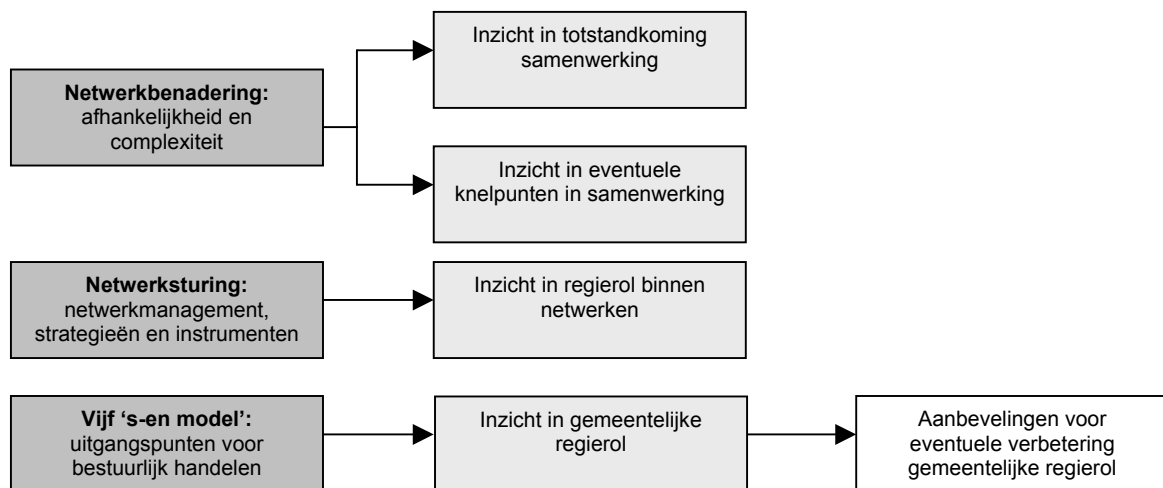 Inzicht in totstandkoming
samenwerking
Netwerkbenadering:
afhankelijkheid en
complexiteit
Inzicht in eventuele
knelpunten in samenwerking
Netwerksturing:
netwerkmanagement,
strategieën en instrumenten
Inzicht in regierol binnen
netwerken
Vijf ‘s-en model’:
uitgangspunten voor
bestuurlijk handelen
Inzicht in gemeentelijke
regierol
Aanbevelingen voor
eventuele verbetering
gemeentelijke regierol